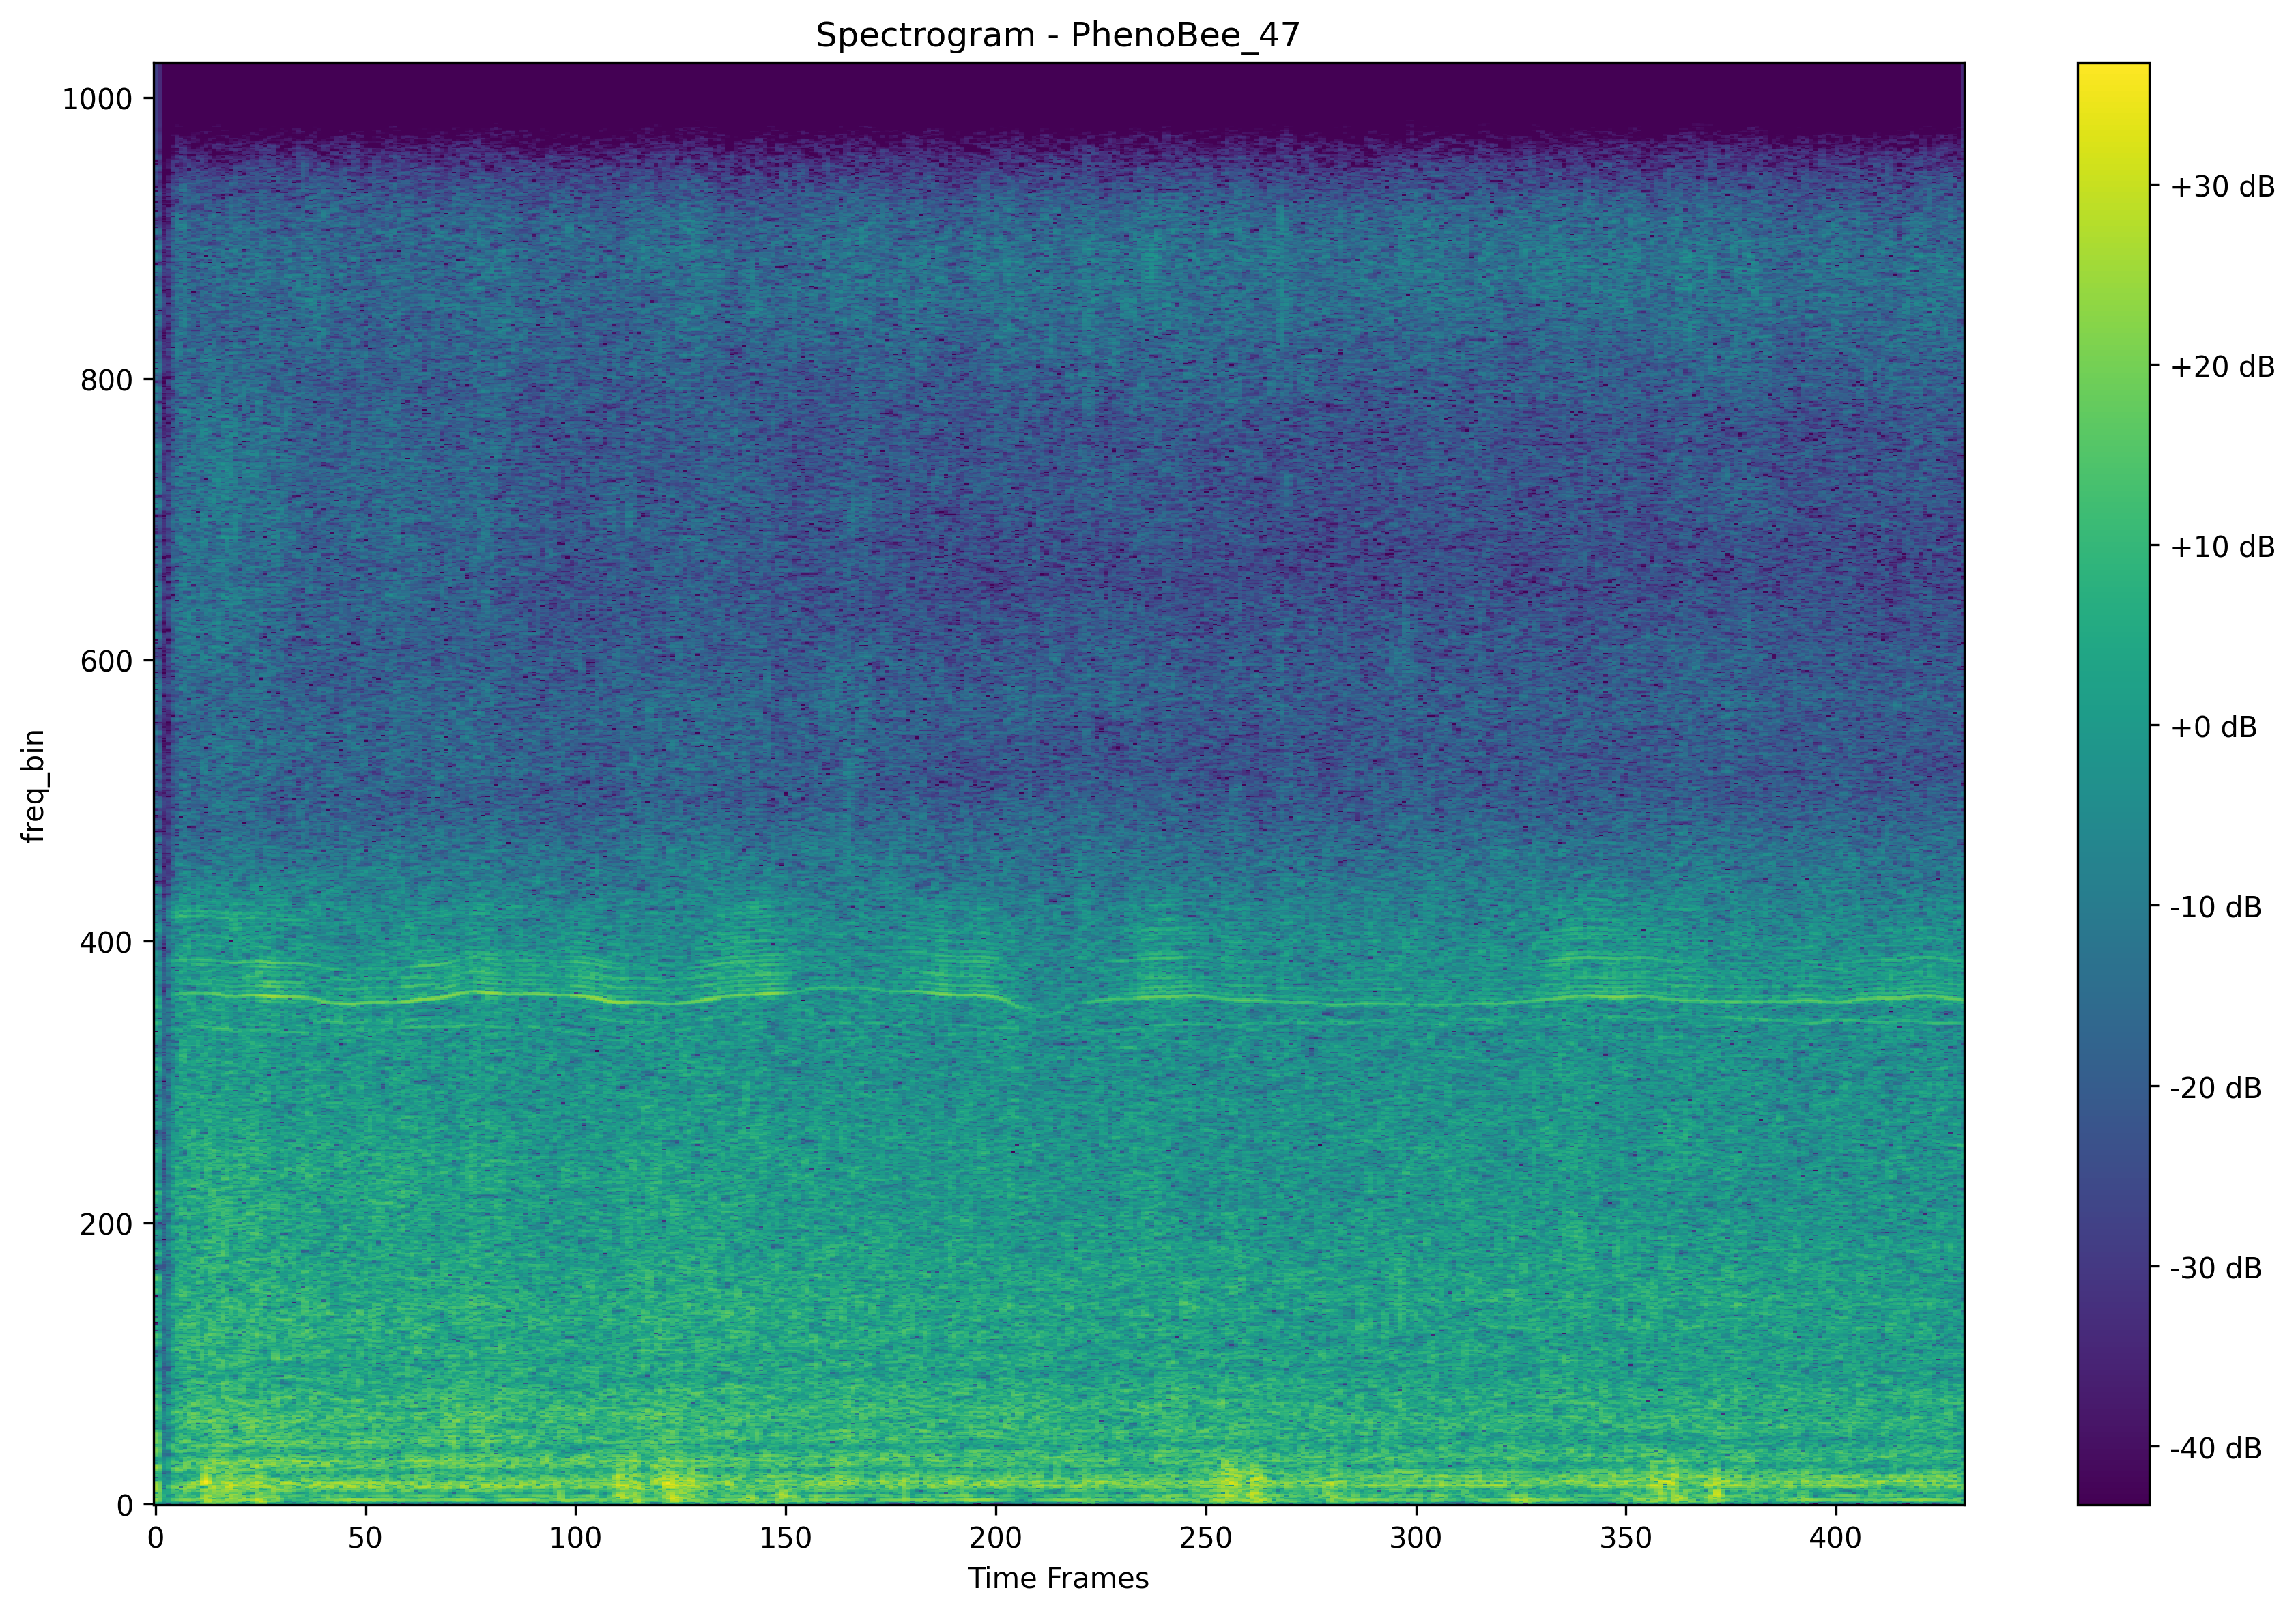 Spectrogram - PhenoBee_47
1000
800
600
400
200
0
freq_bin
0 50 100 150 200 250 300 350 400
Time Frames
+30 dB
+20 dB
+10 dB
+0 dB
-10 dB
-20 dB
-30 dB
-40 dB